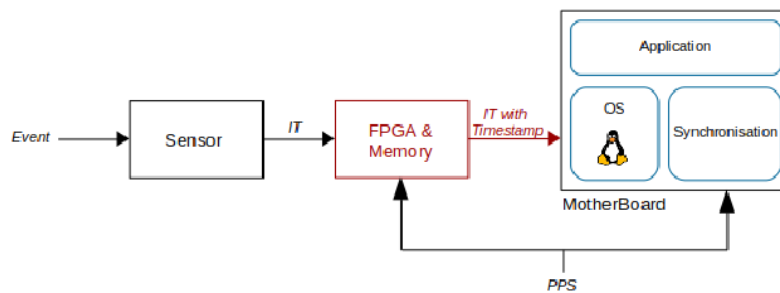 Application
OS
Synchronisation
MotherBoard
Event
Sensor
IT
FPGA &
Memory
IT with
Timestamp
PPS